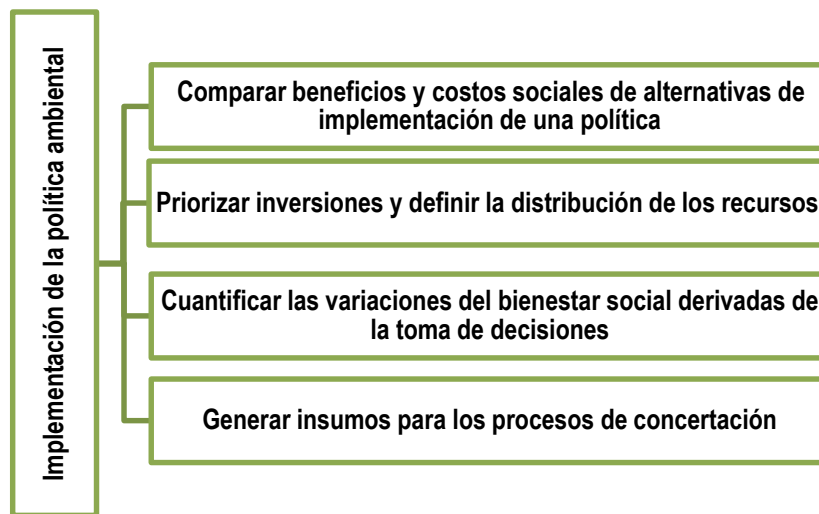 Implementación de la política ambiental
Comparar beneficios y costos sociales de alternativas de
implementación de una política
Priorizar inversiones y definir la distribución de los recursos
Cuantificar las variaciones del bienestar social derivadas de
la toma de decisiones
Generar insumos para los procesos de concertación